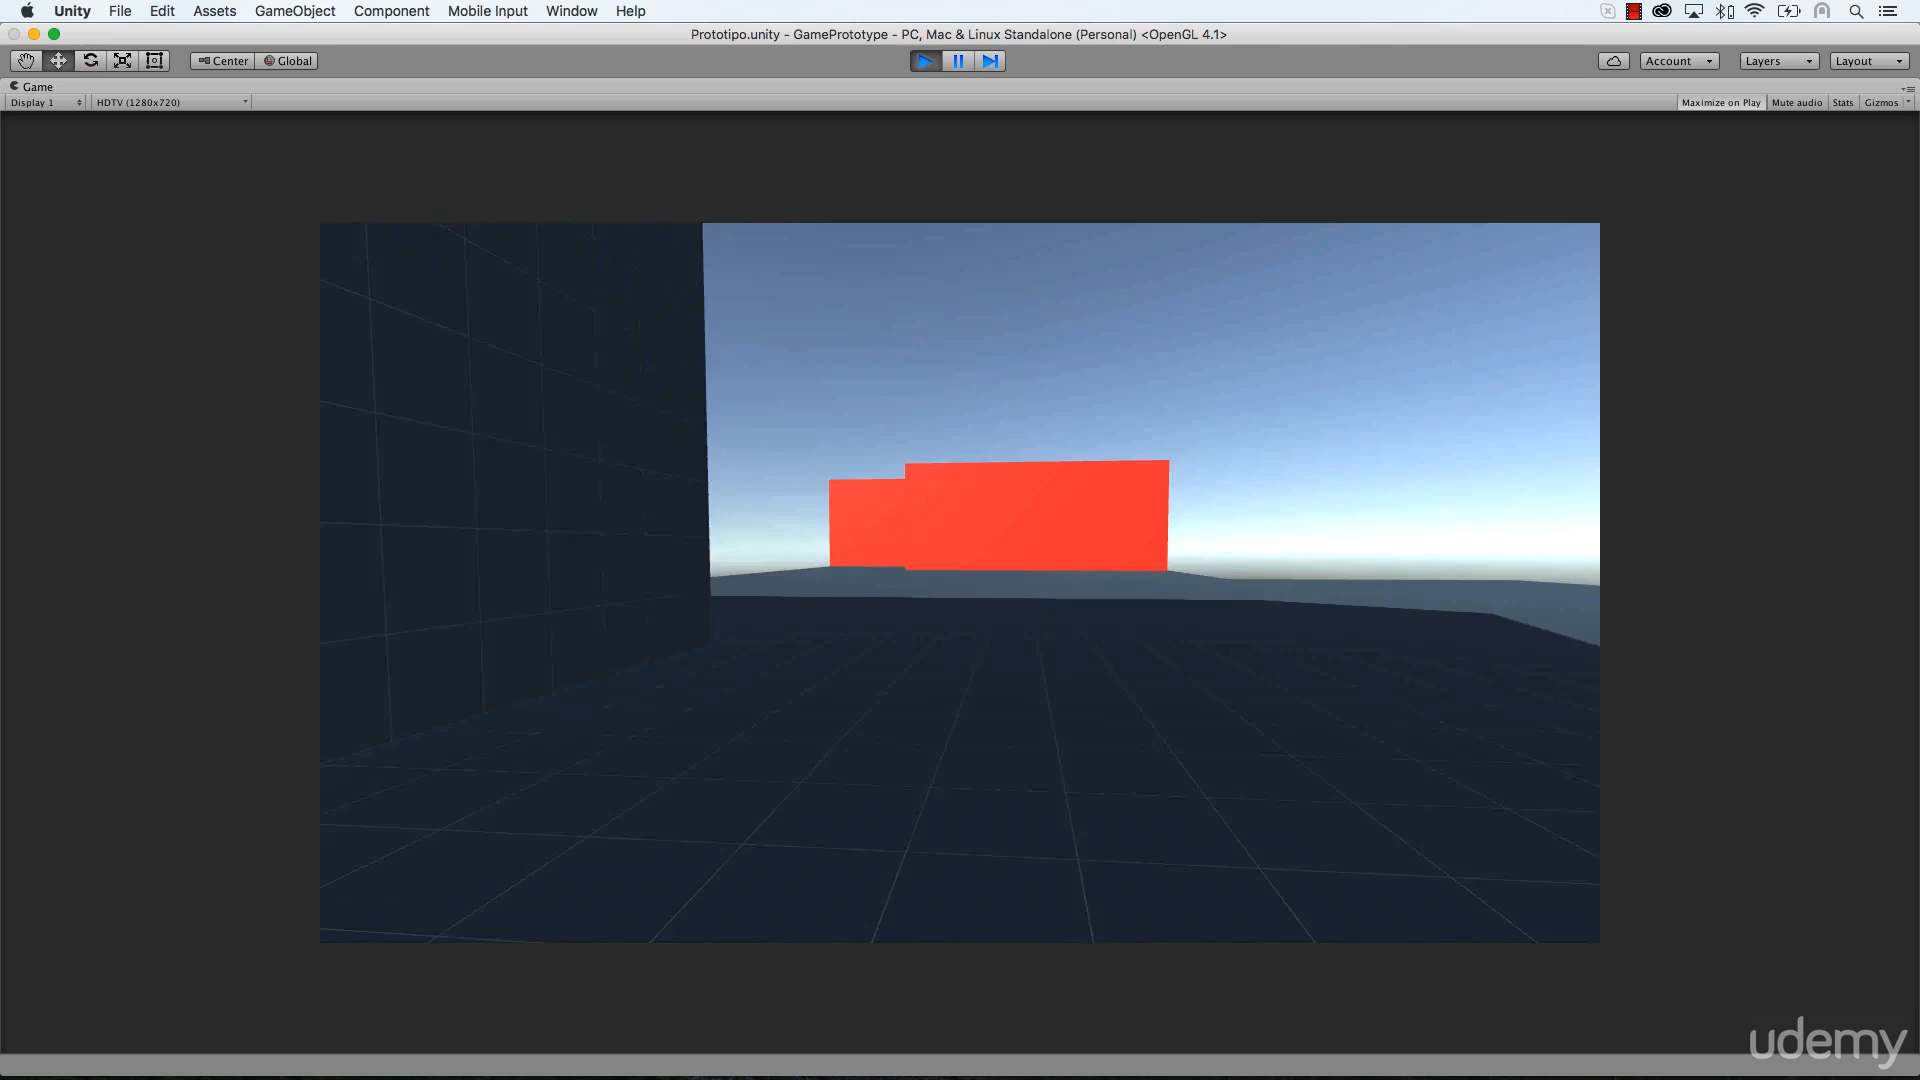 Unity File Edit Assets GameObject Component Mobile Input Window Help
Prototipo.unity - GamePrototype - PC, Mac & Linux Standalone (Personal) <OpenGL 4.1>
Center Global Account Layers Layout
Game
Display 1 HDTV (1280x720) Maximize on Play Mute audio Stats Gizmos
udemy